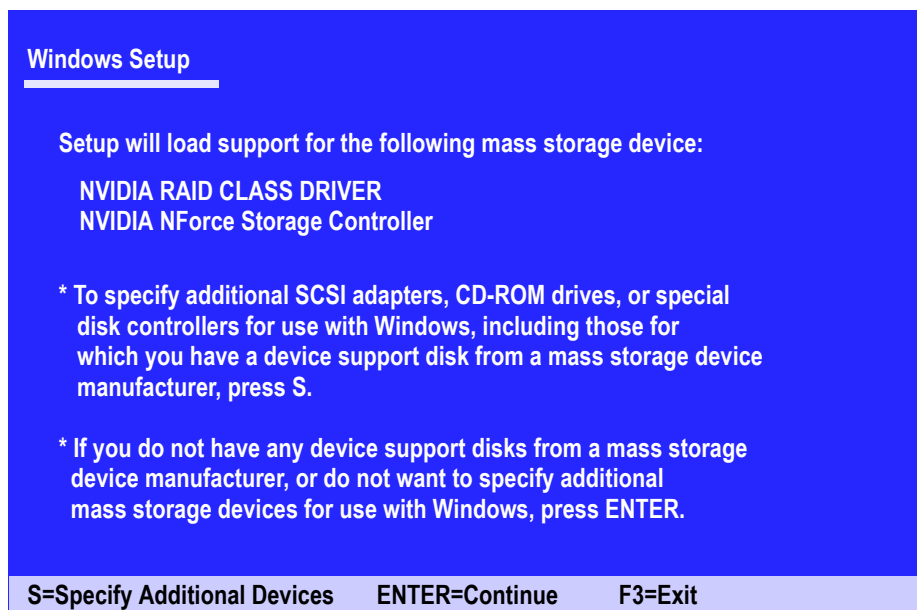 Windows Setup
Setup will load support for the following mass storage device:
NVIDIA RAID CLASS DRIVER
NVIDIA NForce Storage Controller
* To specify additional SCSI adapters, CD-ROM drives, or special
disk controllers for use with Windows, including those for
which you have a device support disk from a mass storage device
manufacturer, press S.
* If you do not have any device support disks from a mass storage
device manufacturer, or do not want to specify additional
mass storage devices for use with Windows, press ENTER.
S=Specify Additional Devices ENTER=Continue F3=Exit